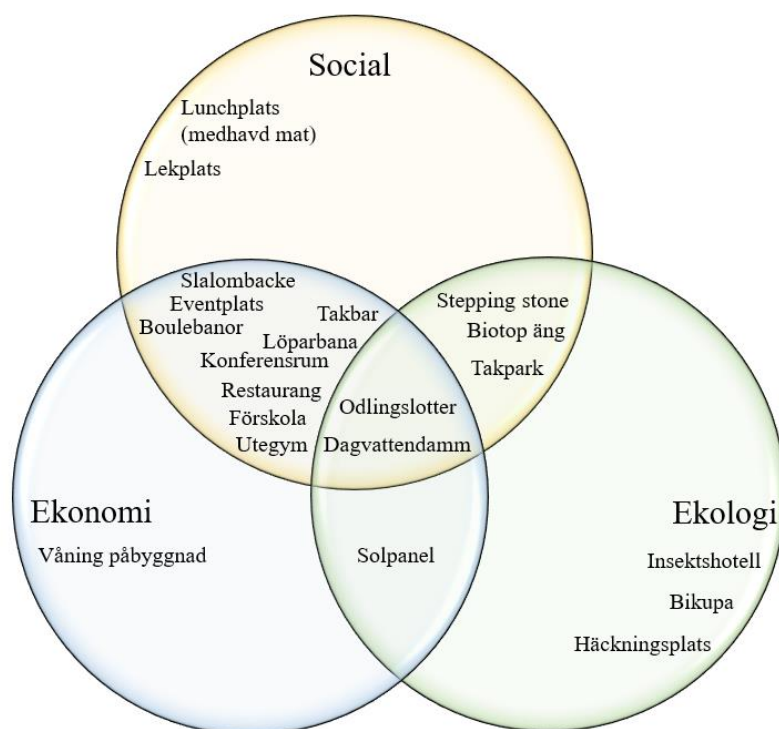 Social
Lunchplats
(medhavd mat)
Lekplats
Slalombacke
Eventplats
Takbar
Boulebanor
Löparbana
Konferensrum
Restaurang
Förskola
Utegym
Stepping stone
Biotop äng
Takpark
Odlingslotter
Dagvattendamm
Ekonomi
Våning påbyggnad
Solpanel
Ekologi
Insektshotell
Bikupa
Häckningsplats